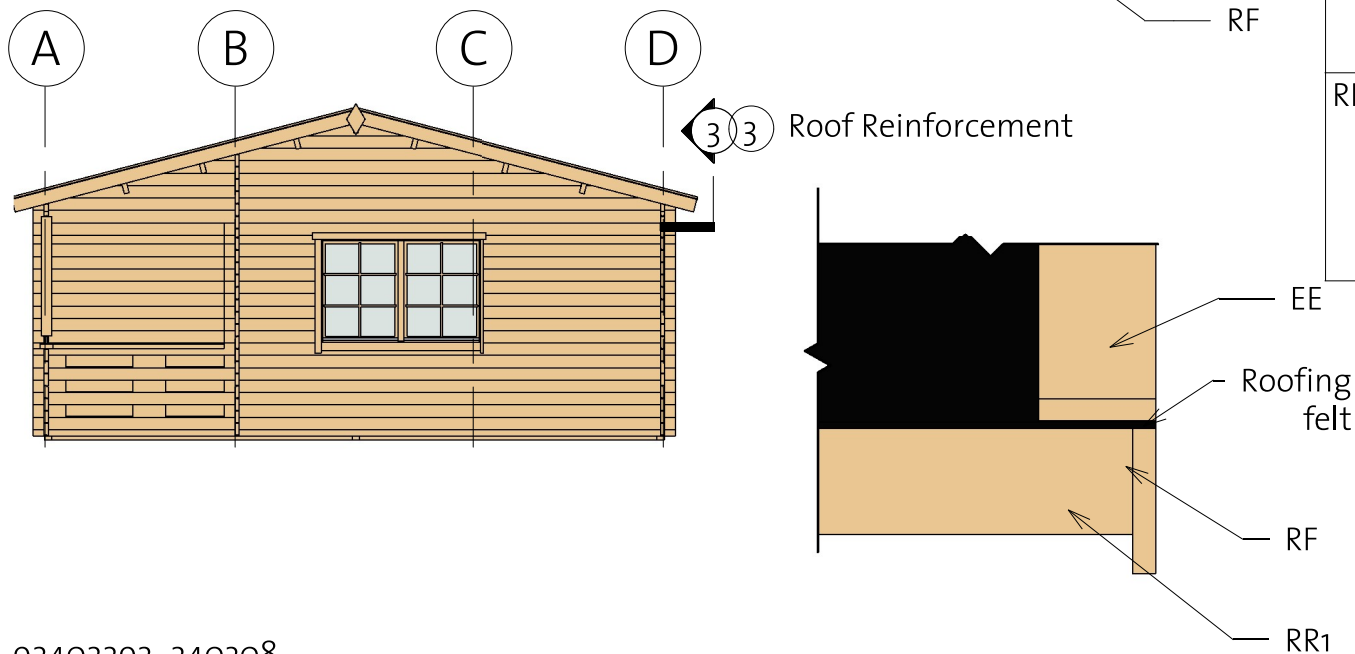 RF
A B C D
3 3 Roof Reinforcement
EE
Roofing
felt
RF
RR1